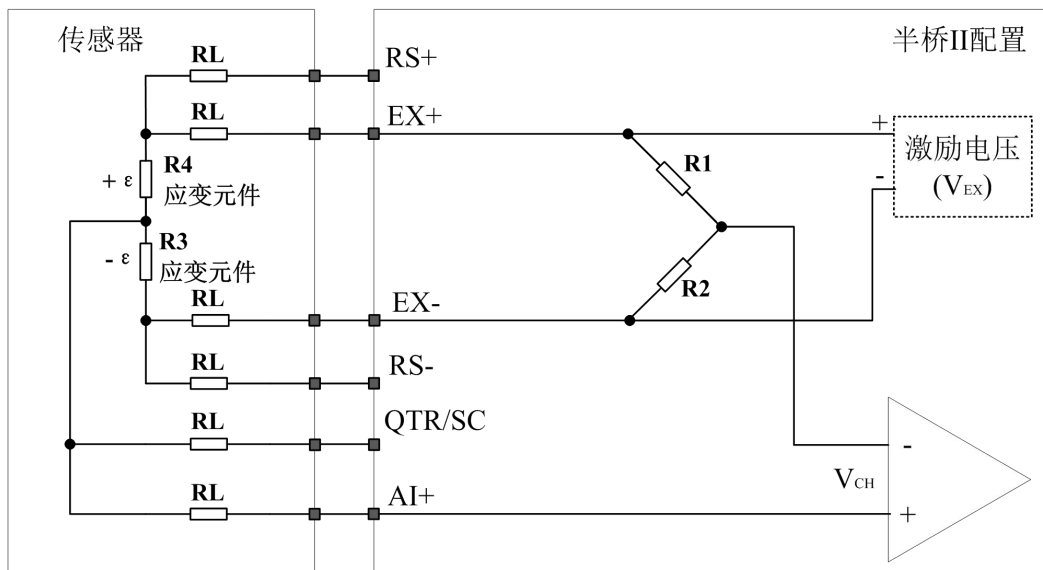 传感器
半桥II配置
RL
RS+
RL
EX+
R4
+ ε
应变元件
R3
- ε
应变元件
RL
EX-
RL
RS-
RL
QTR/SC
RL
AI+
R1
R2
+
-
激励电压
(VEX)
VCH
-
+